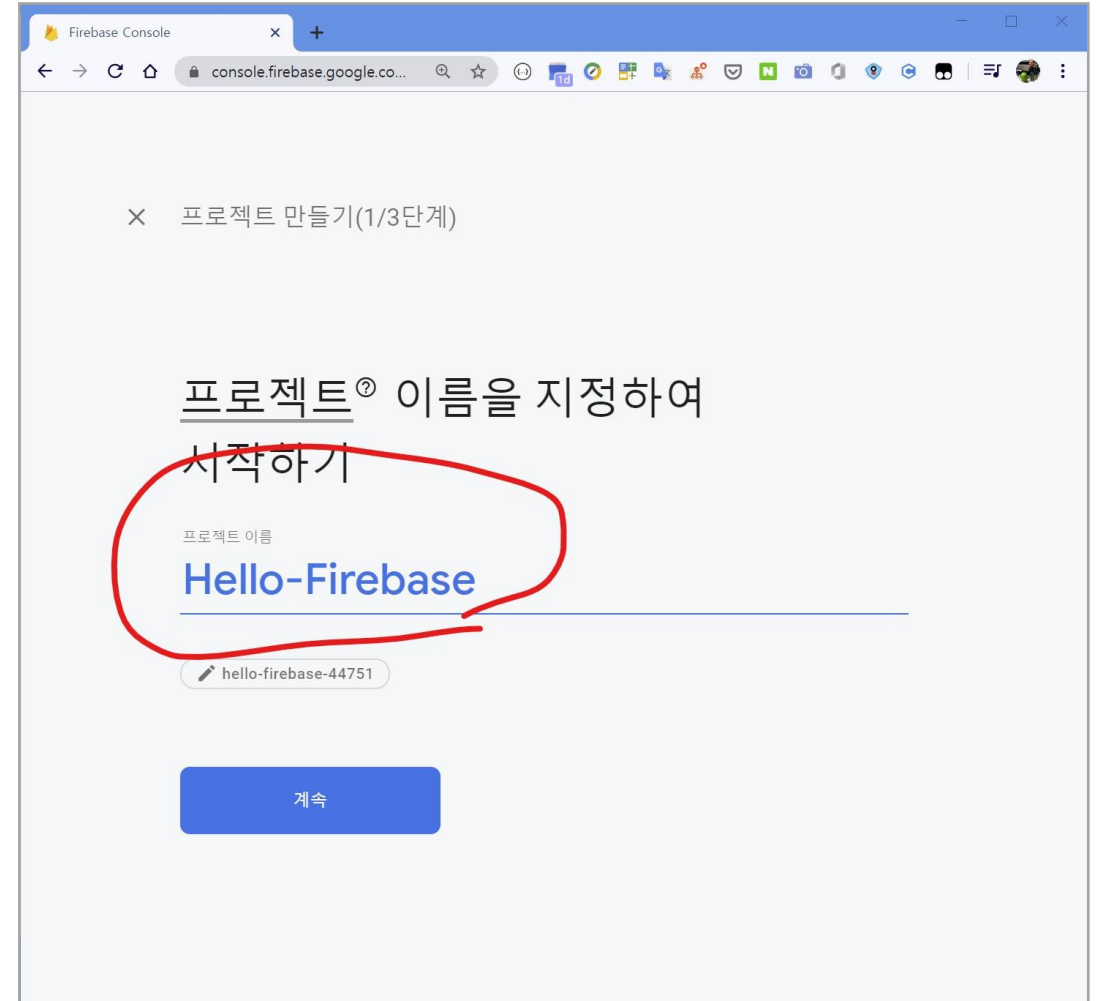 Firebase Console
console.firebase.google.co...
1d
프로젝트 만들기(1/3단계)
프로젝트 이름을 지정하여
시작하기
프로젝트 이름
Hello-Firebase
hello-firebase-44751
계속